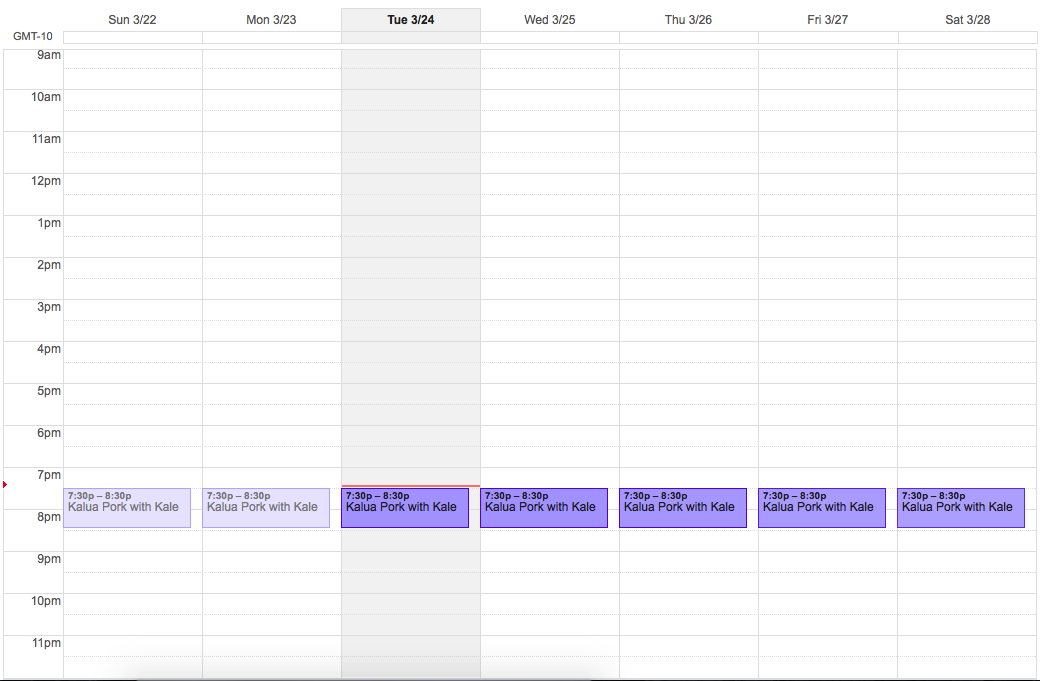 Sun 3/22 Mon 3/23 Tue 3/24 Wed 3/25 Thu 3/26 Fri 3/27 Sat 3/28
GMT-10
9am
10am
11am
12pm
1pm
2pm
3pm
4pm
5pm
6pm
7pm
7:30p – 8:30p 7:30p – 8:30p 7:30p – 8:30p 7:30p – 8:30p 7:30p – 8:30p 7:30p – 8:30p 7:30p – 8:30p
Kalua Pork with Kale Kalua Pork with Kale Kalua Pork with Kale Kalua Pork with Kale Kalua Pork with Kale Kalua Pork with Kale Kalua Pork with Kale
8pm
9pm
10pm
11pm